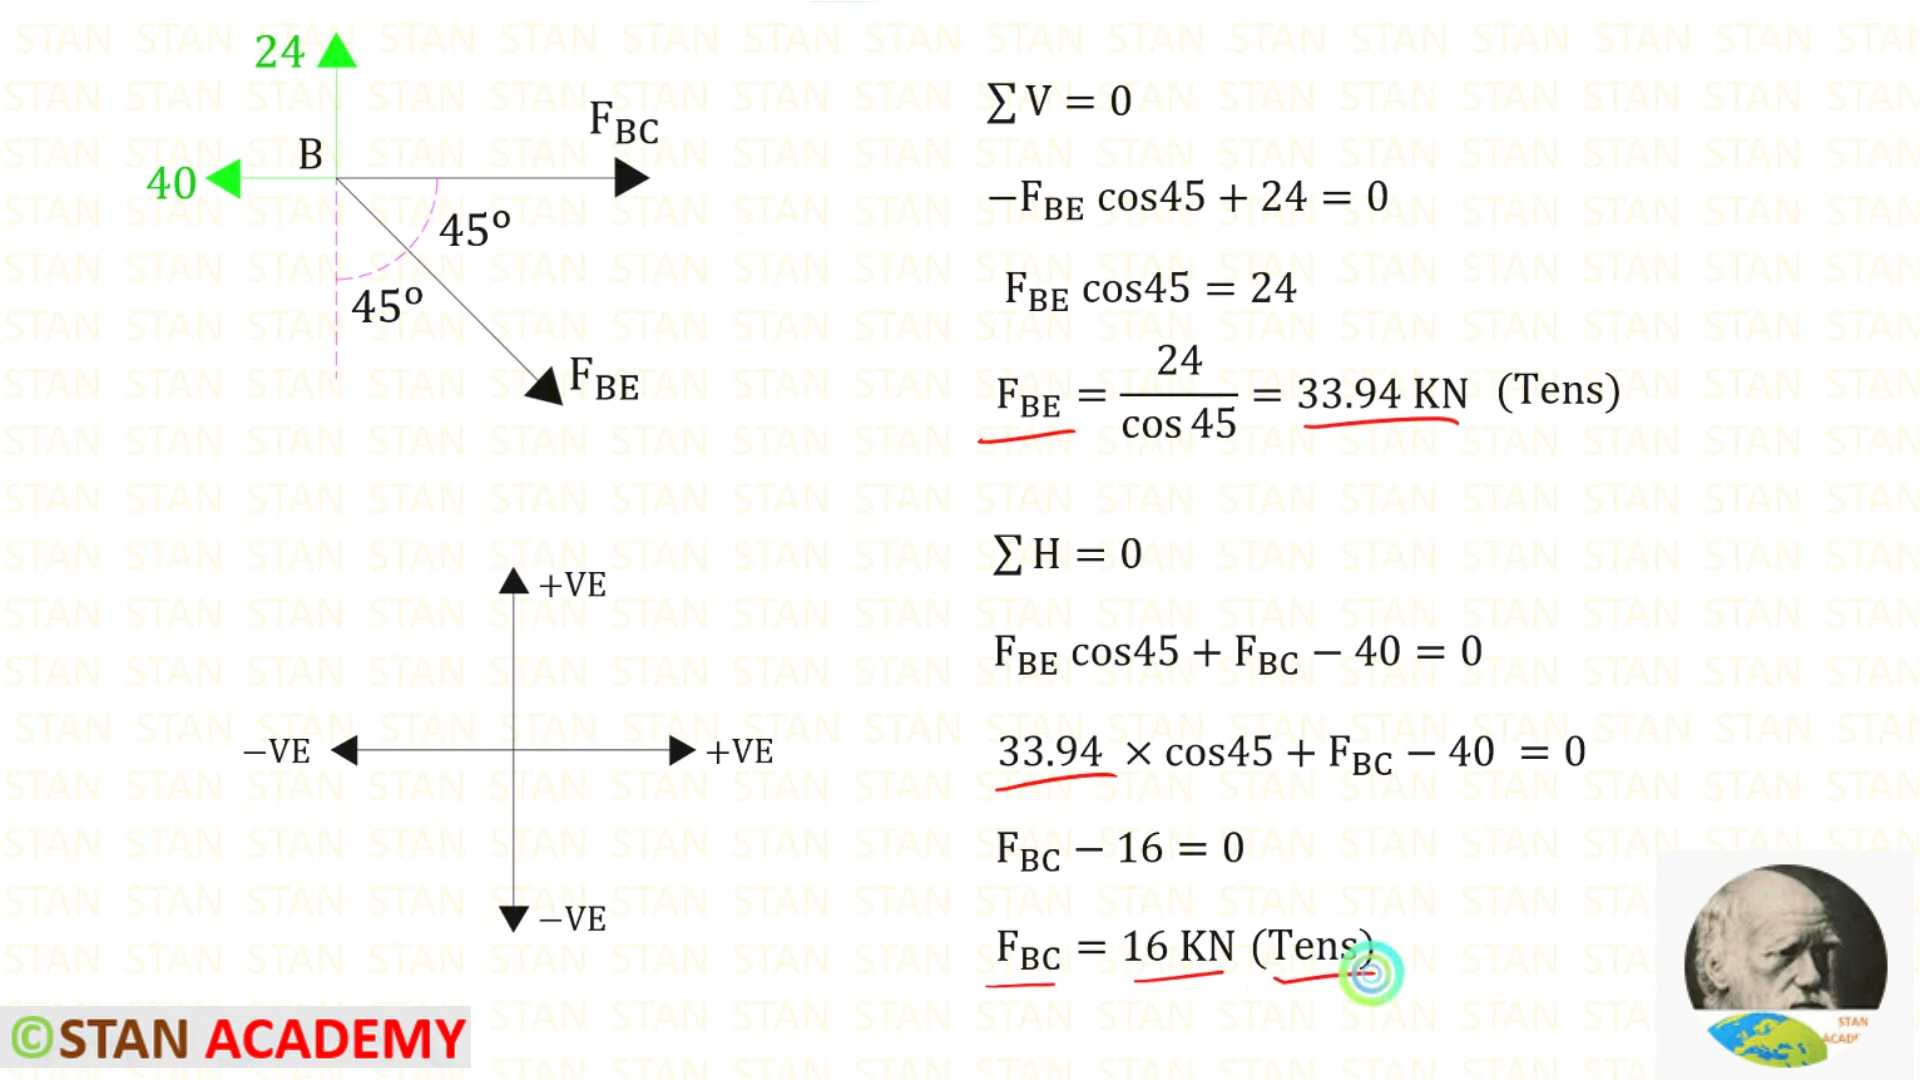 24
40
B
F_BC
45°
45°
F_BE
∑V = 0
−F_BE cos45 + 24 = 0
F_BE cos45 = 24
F_BE = 24 / cos 45 = 33.94 KN (Tens)
∑H = 0
F_BE cos45 + F_BC − 40 = 0
33.94 × cos45 + F_BC − 40 = 0
F_BC − 16 = 0
F_BC = 16 KN (Tens)
+VE
−VE
+VE
−VE
©STAN ACADEMY
STAN